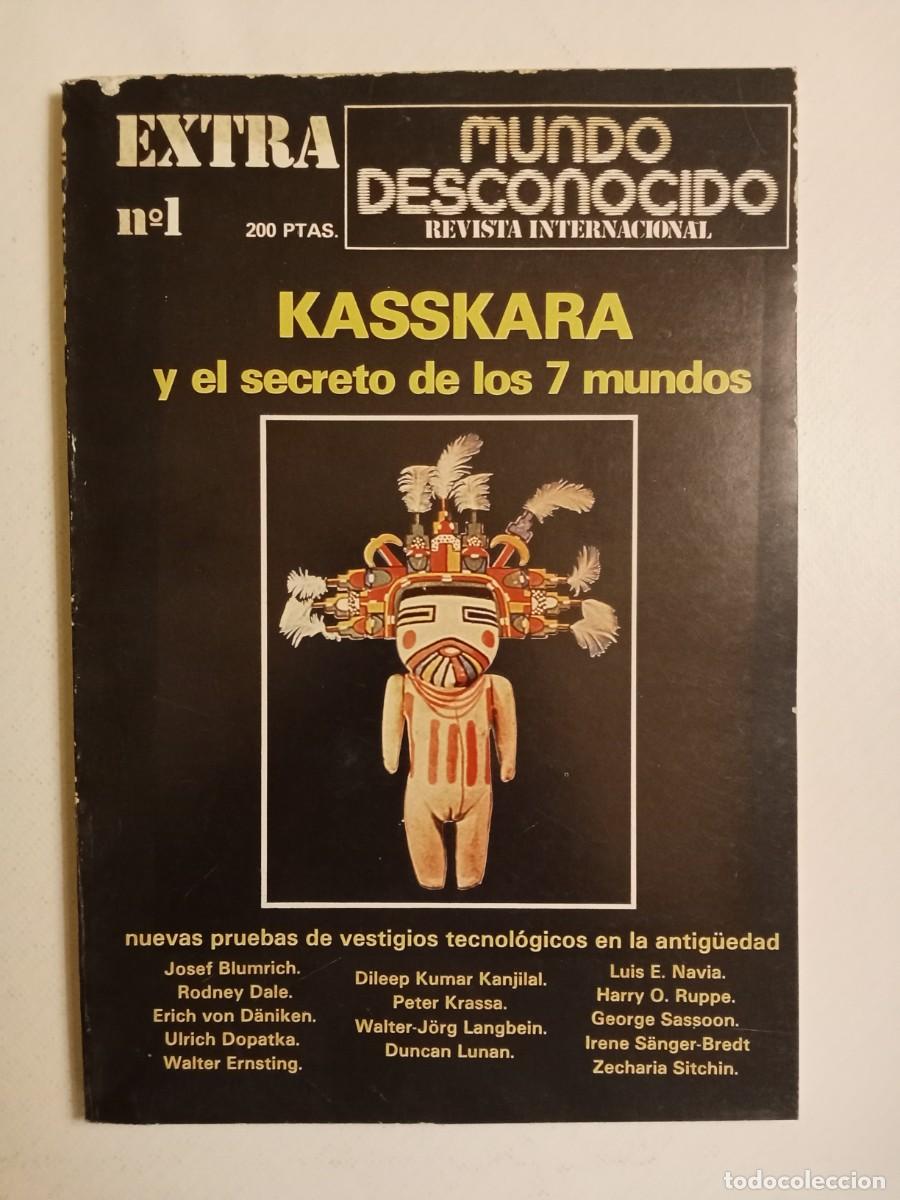 EXTRA
nº1
200 PTAS.
MUNDO
DESCONOCIDO
REVISTA INTERNACIONAL
KASSKARA
y el secreto de los 7 mundos
nuevas pruebas de vestigios tecnológicos en la antigüedad
Josef Blumrich.
Rodney Dale.
Erich von Däniken.
Ulrich Dopatka.
Walter Ernsting.
Dileep Kumar Kanjilal.
Peter Krassa.
Walter-Jörg Langbein.
Duncan Lunan.
Luis E. Navia.
Harry O. Ruppe.
George Sassoon.
Irene Sänger-Bredt
Zecharia Sitchin.
todocoleccion